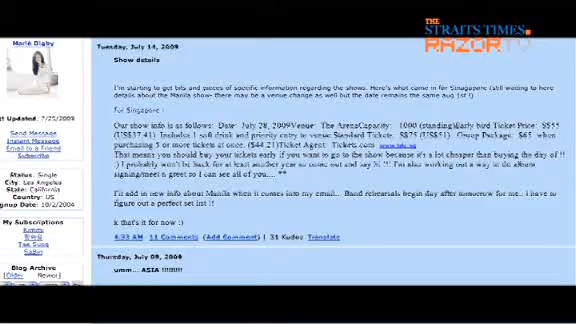 THE
STRAITS TIMES
RAZORTV
Marie Digby
Tuesday, July 14, 2009
Show details
I'm starting to get bits and pieces of specific information regarding the shows. Here's what came in for Singapore (still waiting to here
details about the Manila show- there may be a venue change as well but the date remains the same aug 1st !)
For Singapore :
Our show info is as follows: Date: July 28, 2009Venue: The ArenaCapacity: 1000 (standing)Early bird Ticket Price: S$55
(US$37.41) Includes 1 soft drink and priority entry to venue Standard Tickets: S$75 (US$51) Group Package: $65 when
purchasing 5 or more tickets at once. ($44.21)Ticket Agent: Tickets.com
That means you should buy your tickets early if you want to go to the show because it's a lot cheaper than buying the day of !!
:) I probably won't be back for at least another year so come out and say hi !!! I'm also working out a way to do album
signing/meet n greet so I can see all of you.... **
I'll add in new info about Manila when it comes into my email... Band rehearsals begin day after tomorrow for me.. i have to
figure out a perfect set list !!
k that's it for now :)
4:33 AM 11 Comments (Add Comment) | 31 Kudos Translate
Thursday, July 09, 2009
umm... ASIA !!!!!!!!!
st Updated: 7/25/2009
Send Message
Instant Message
Email to a Friend
Subscribe
Status: Single
City: Los Angeles
State: California
Country: US
gnup Date: 10/2/2004
My Subscriptions
Blog Archive
[Older Newer]